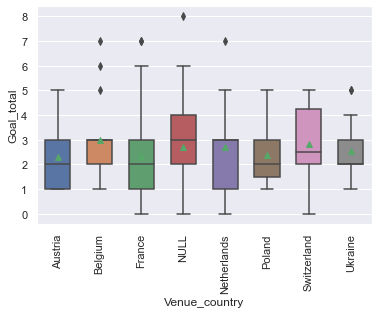 8
7
6
5
4
3
2
1
0
Goal_total
Austria
Belgium
France
NULL
Netherlands
Poland
Switzerland
Ukraine
Venue_country